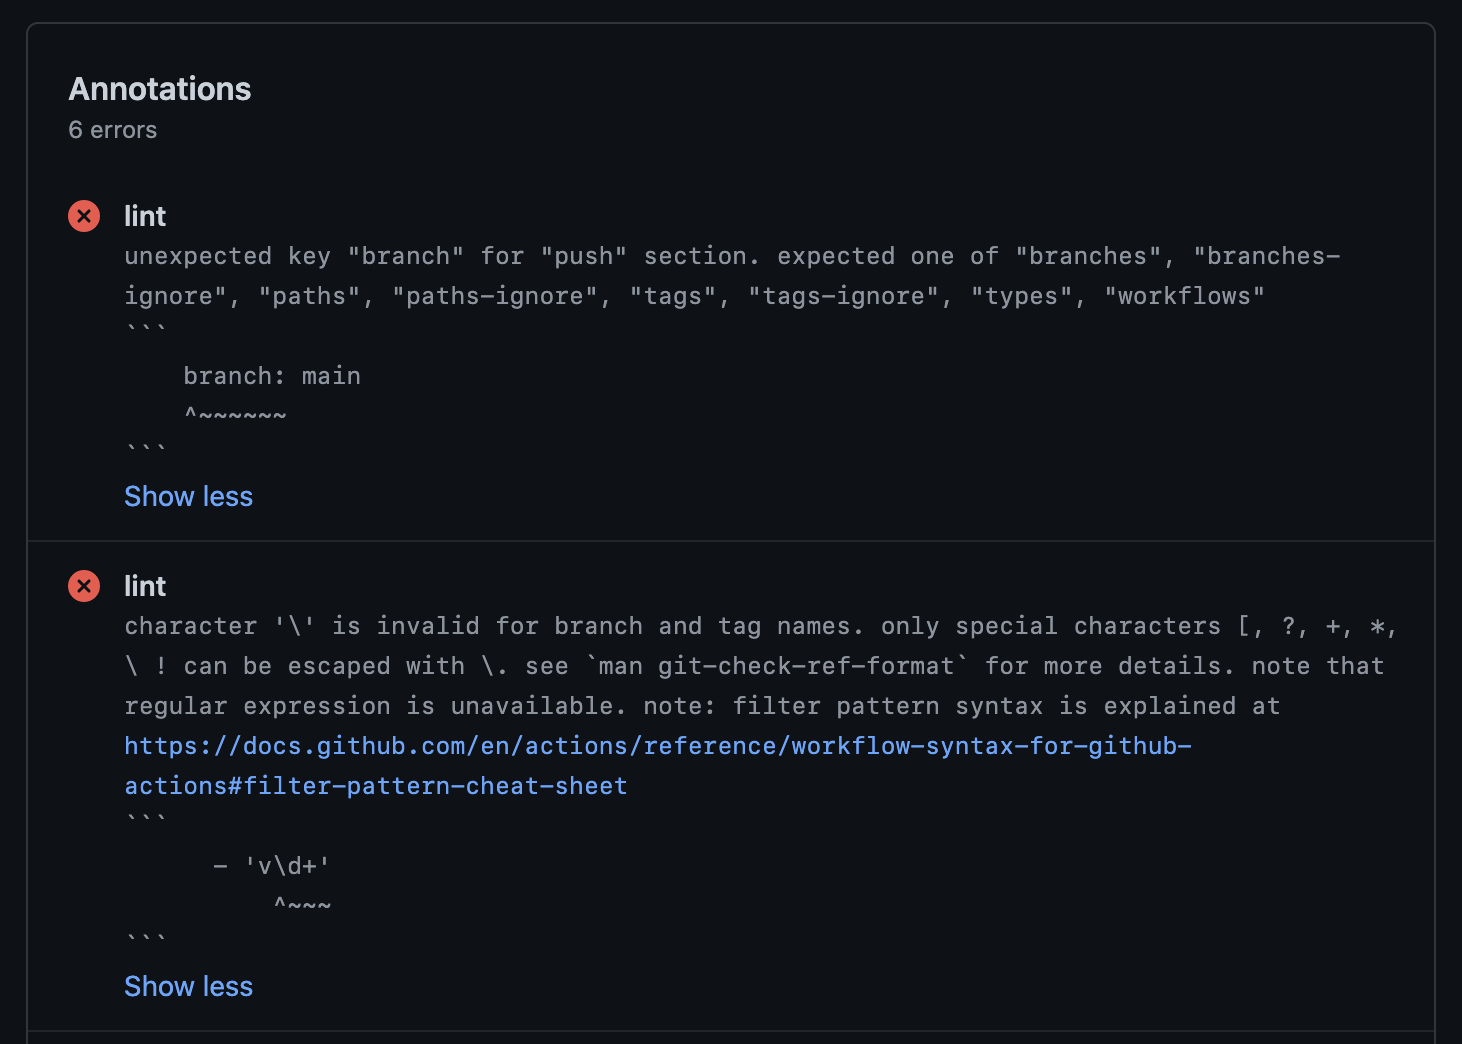 Annotations
6 errors
lint
unexpected key "branch" for "push" section. expected one of "branches", "branches-
ignore", "paths", "paths-ignore", "tags", "tags-ignore", "types", "workflows"
```
    branch: main
    ^~~~~~~
```
Show less
lint
character '\' is invalid for branch and tag names. only special characters [, ?, +, *,
\ ! can be escaped with \. see `man git-check-ref-format` for more details. note that
regular expression is unavailable. note: filter pattern syntax is explained at
https://docs.github.com/en/actions/reference/workflow-syntax-for-github-
actions#filter-pattern-cheat-sheet
```
      - 'v\d+'
          ^~~~
```
Show less